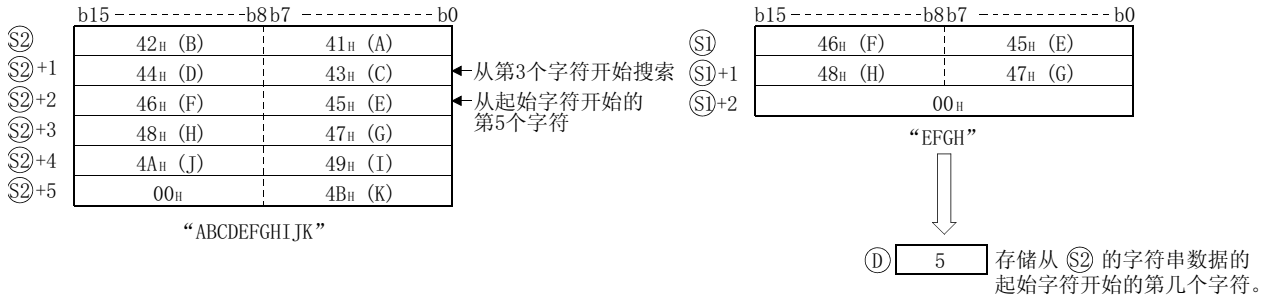 b15 b8 b7 b0
Ⓢ2 42H (B) 41H (A)
Ⓢ2+1 44H (D) 43H (C)
从第3个字符开始搜索
Ⓢ2+2 46H (F) 45H (E)
从起始字符开始的
第5个字符
Ⓢ2+3 48H (H) 47H (G)
Ⓢ2+4 4AH (J) 49H (I)
Ⓢ2+5 00H 4BH (K)
“ABCDEFGHIJK”
b15 b8 b7 b0
Ⓢ1 46H (F) 45H (E)
Ⓢ1+1 48H (H) 47H (G)
Ⓢ1+2 00H
“EFGH”
Ⓓ 5 存储从 Ⓢ2 的字符串数据的
起始字符开始的第几个字符。